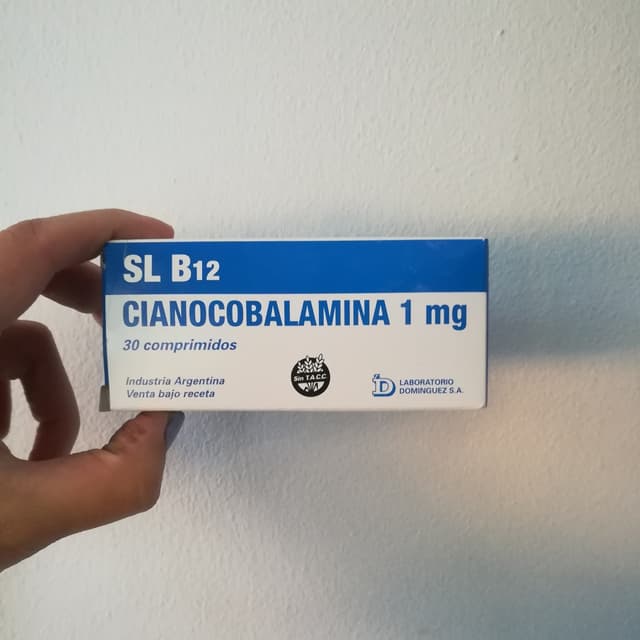 SL B12
CIANOCOBALAMINA 1 mg
30 comprimidos
Industria Argentina
Venta bajo receta
Sin T.A.C.C.
LABORATORIO
DOMINGUEZ S.A.